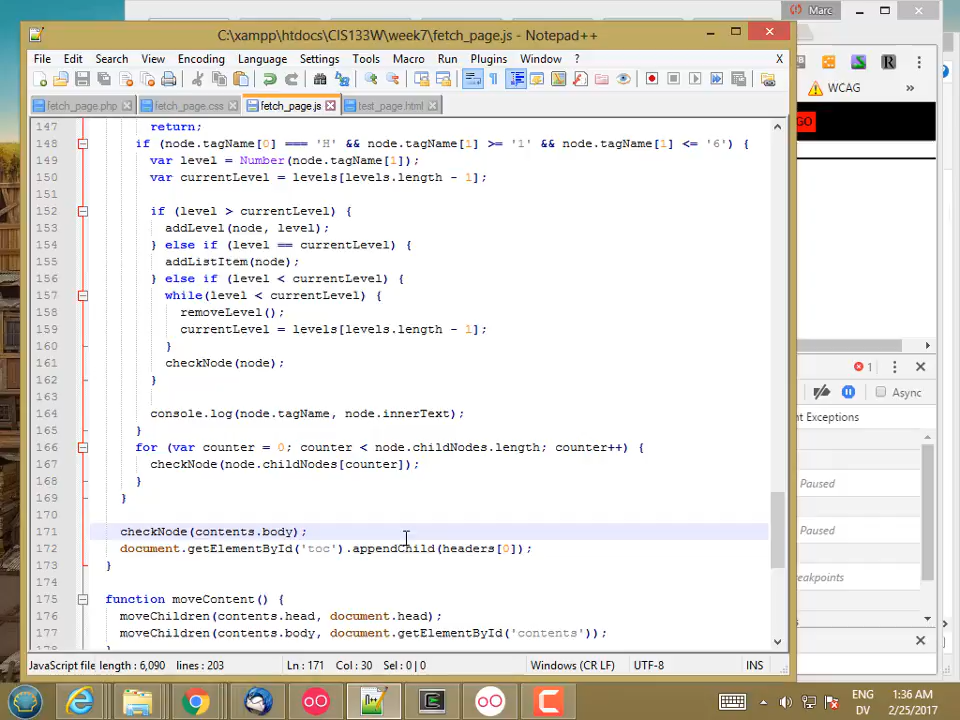 Marc
C:\xampp\htdocs\CIS133W\week7\fetch_page.js - Notepad++
File Edit Search View Encoding Language Settings Tools Macro Run Plugins Window ? X
R WCAG »
fetch_page.php fetch_page.css fetch_page.js test_page.html
GO
147 return;
148 if (node.tagName[0] === 'H' && node.tagName[1] >= '1' && node.tagName[1] <= '6') {
149 var level = Number(node.tagName[1]);
150 var currentLevel = levels[levels.length - 1];
151
152 if (level > currentLevel) {
153 addLevel(node, level);
154 } else if (level == currentLevel) {
155 addListItem(node);
156 } else if (level < currentLevel) {
157 while(level < currentLevel) {
158 removeLevel();
159 currentLevel = levels[levels.length - 1];
160 }
161 checkNode(node);
162 }
163
164 console.log(node.tagName, node.innerText);
165 }
166 for (var counter = 0; counter < node.childNodes.length; counter++) {
167 checkNode(node.childNodes[counter]);
168 }
169 }
170
171 checkNode(contents.body);
172 document.getElementById('toc').appendChild(headers[0]);
173 }
174
175 function moveContent() {
176 moveChildren(contents.head, document.head);
177 moveChildren(contents.body, document.getElementById('contents'));
1
Async
nt Exceptions
Paused
Paused
reakpoints
JavaScript file length : 6,090 lines : 203 Ln : 171 Col : 30 Sel : 0 | 0 Windows (CR LF) UTF-8 INS
ENG
DV
1:36 AM
2/25/2017